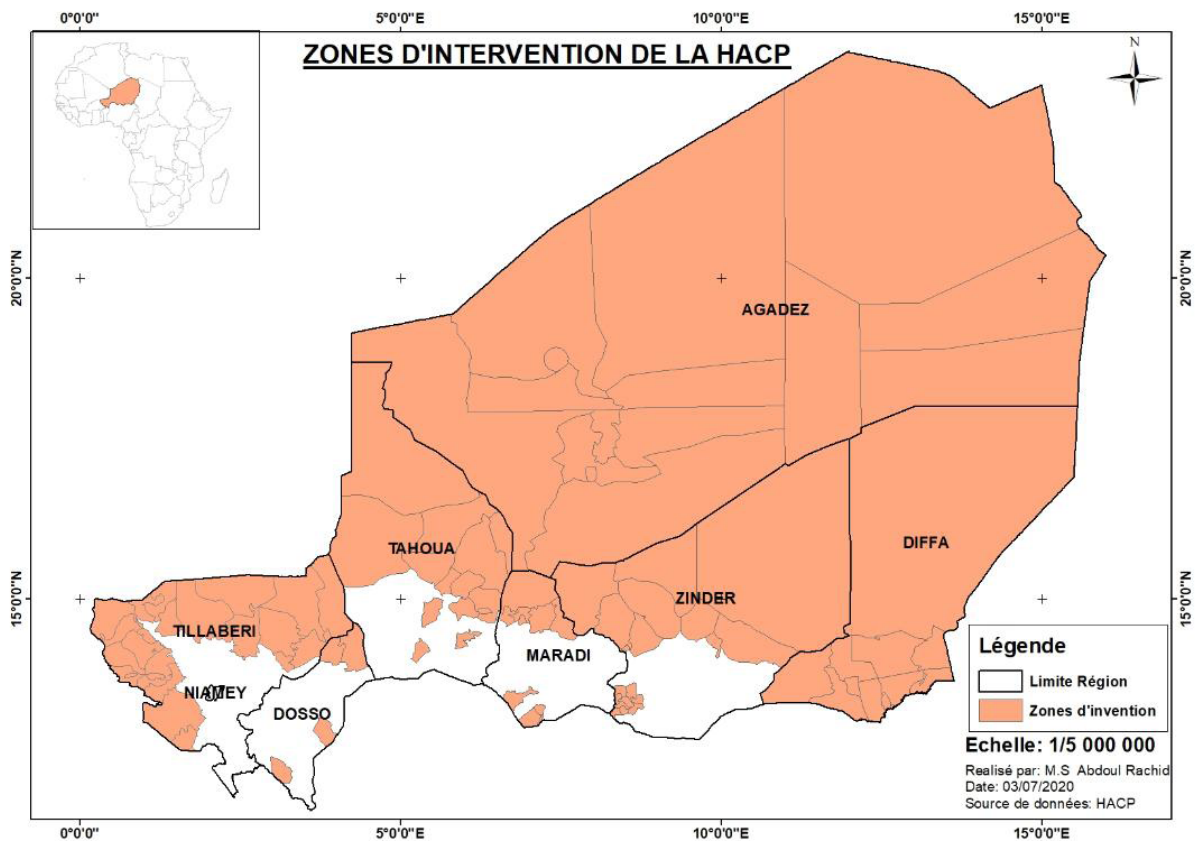 0°0'0" 5°0'0"E 10°0'0"E 15°0'0"E
ZONES D'INTERVENTION DE LA HACP
N
20°0'0"N 20°0'0"N
AGADEZ
TAHOUA
DIFFA
ZINDER
15°0'0"N 15°0'0"N
TILLABERI
MARADI
NIAMEY
DOSSO
Légende
Limite Région
Zones d'invention
Echelle: 1/5 000 000
Realisé par: M.S Abdoul Rachid
Date: 03/07/2020
Source de données: HACP
0°0'0" 5°0'0"E 10°0'0"E 15°0'0"E